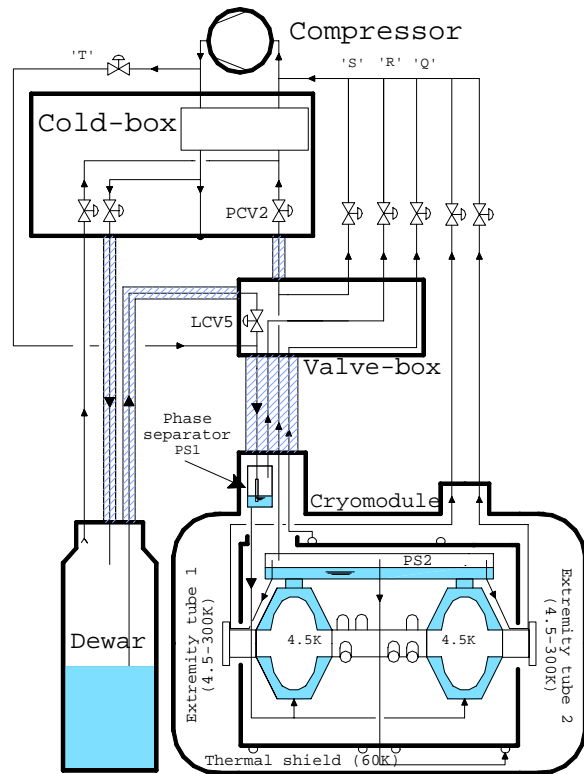 Compressor
'T'
'S'
'R'
'Q'
Cold-box
PCV2
LCV5
Valve-box
Phase
separator
PS1
Cryomodule
PS2
Dewar
4.5K
4.5K
Extremity tube 1
(4.5-300K)
Extremity tube 2
(4.5-300K)
Thermal shield (60K)